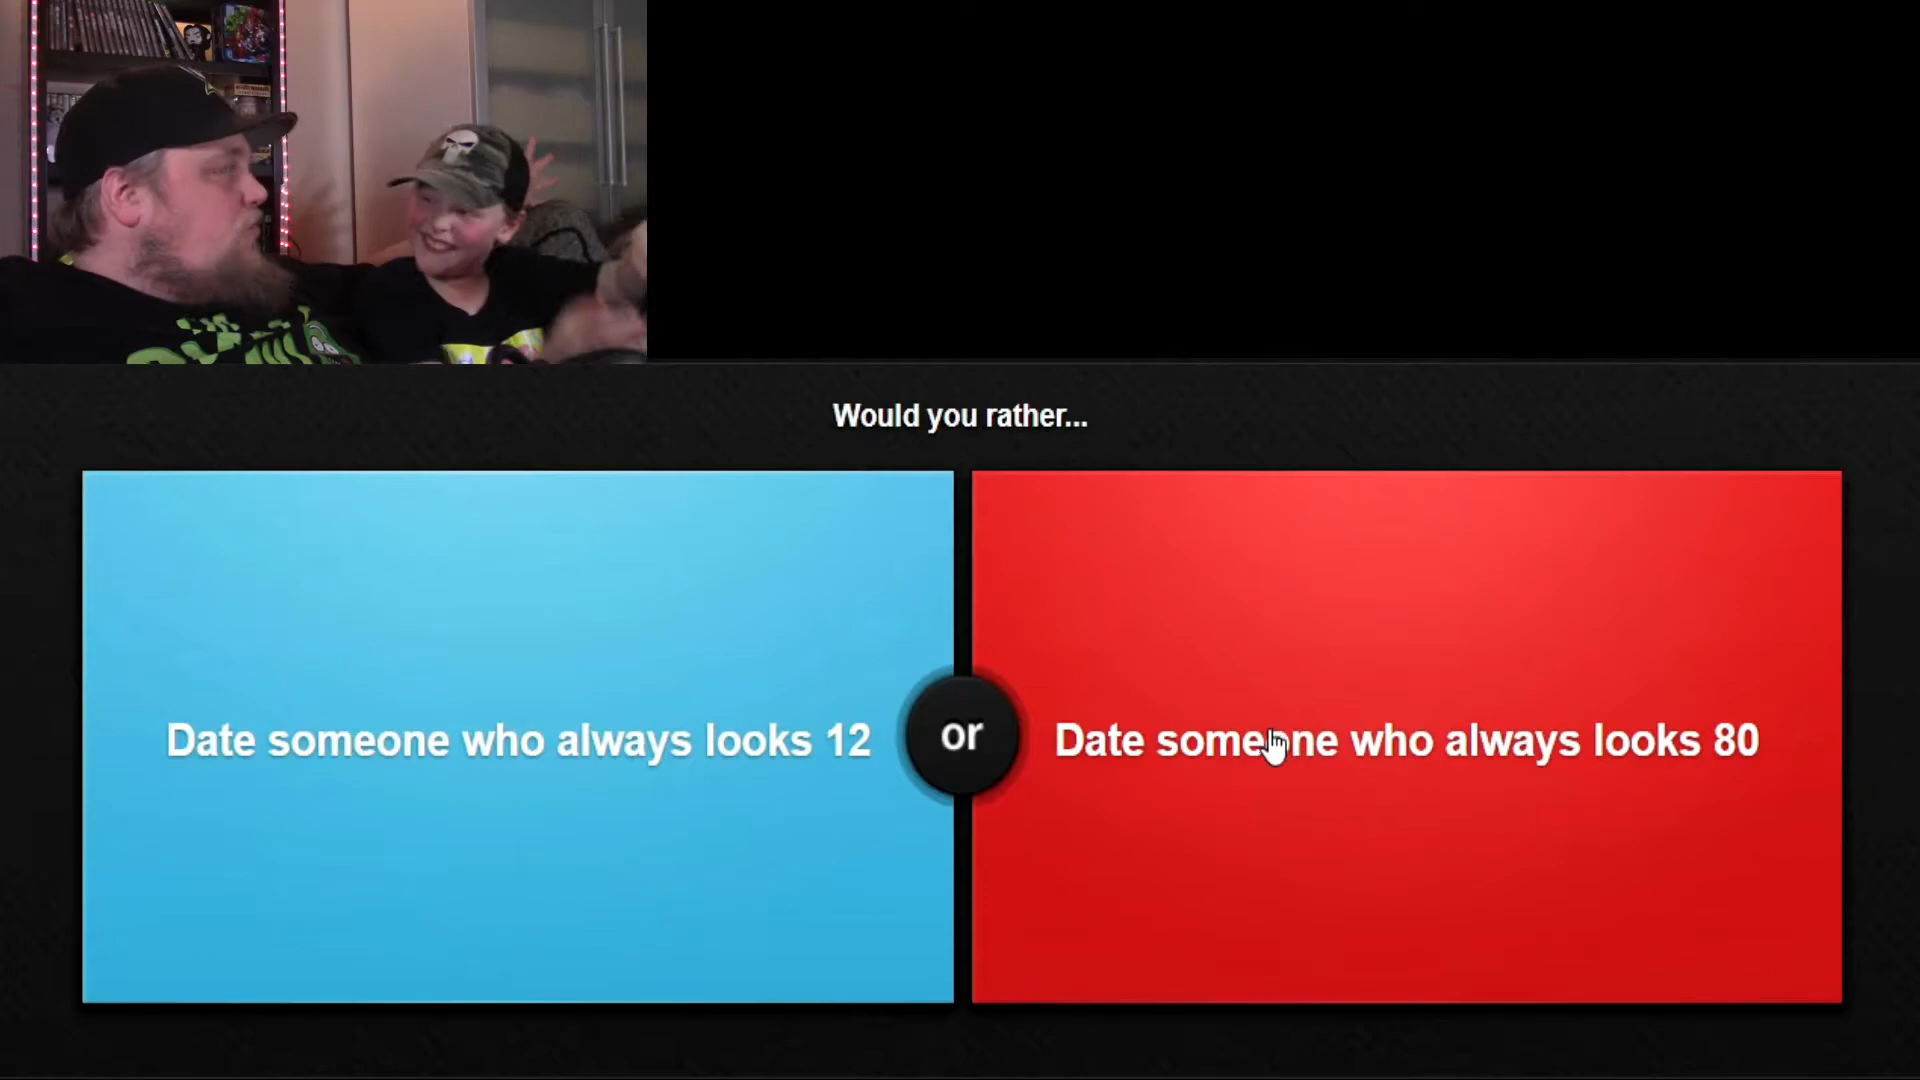 Would you rather...
Date someone who always looks 12
or
Date someone who always looks 80